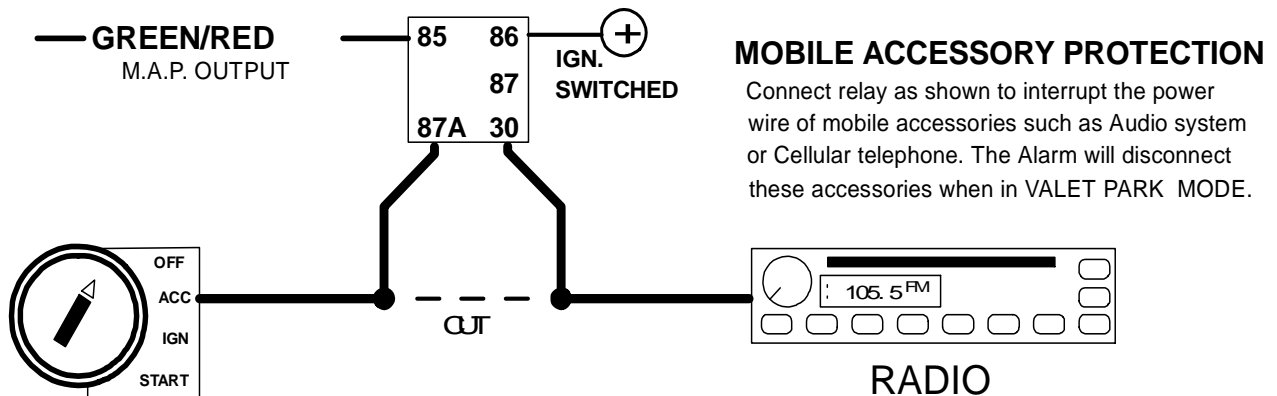 GREEN/RED
M.A.P. OUTPUT
85 86
87
87A 30
IGN.
SWITCHED
MOBILE ACCESSORY PROTECTION
Connect relay as shown to interrupt the power
wire of mobile accessories such as Audio system
or Cellular telephone. The Alarm will disconnect
these accessories when in VALET PARK MODE.
OFF
ACC
IGN
START
CUT
105.5 FM
RADIO